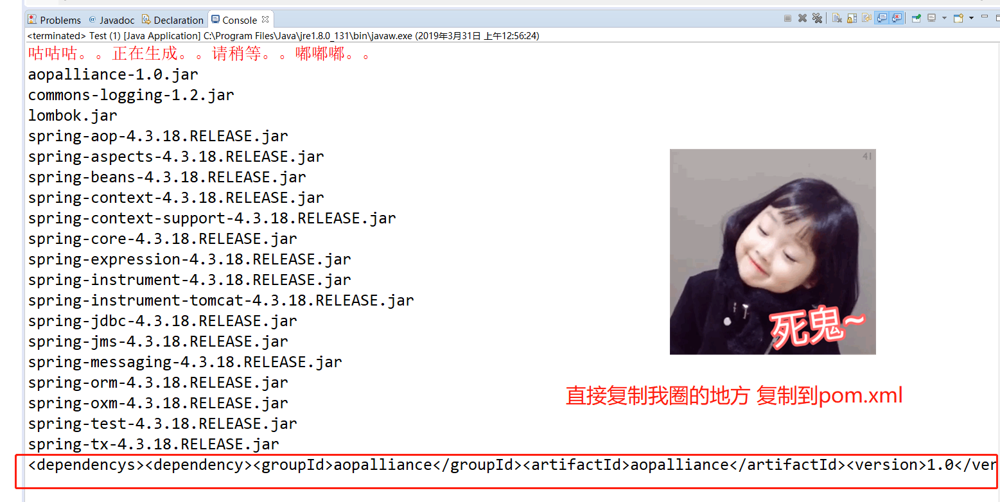 Problems @ Javadoc Declaration Console
<terminated> Test (1) [Java Application] C:\Program Files\Java\jre1.8.0_131\bin\javaw.exe (2019年3月31日 上午12:56:24)
咕咕咕。。正在生成。。请稍等。。嘟嘟嘟。。
aopalliance-1.0.jar
commons-logging-1.2.jar
lombok.jar
spring-aop-4.3.18.RELEASE.jar
spring-aspects-4.3.18.RELEASE.jar
spring-beans-4.3.18.RELEASE.jar
spring-context-4.3.18.RELEASE.jar
spring-context-support-4.3.18.RELEASE.jar
spring-core-4.3.18.RELEASE.jar
spring-expression-4.3.18.RELEASE.jar
spring-instrument-4.3.18.RELEASE.jar
spring-instrument-tomcat-4.3.18.RELEASE.jar
spring-jdbc-4.3.18.RELEASE.jar
spring-jms-4.3.18.RELEASE.jar
spring-messaging-4.3.18.RELEASE.jar
spring-orm-4.3.18.RELEASE.jar
spring-oxm-4.3.18.RELEASE.jar
spring-test-4.3.18.RELEASE.jar
spring-tx-4.3.18.RELEASE.jar
<dependencys><dependency><groupId>aopalliance</groupId><artifactId>aopalliance</artifactId><version>1.0</ver
41
死鬼~
直接复制我圈的地方 复制到pom.xml